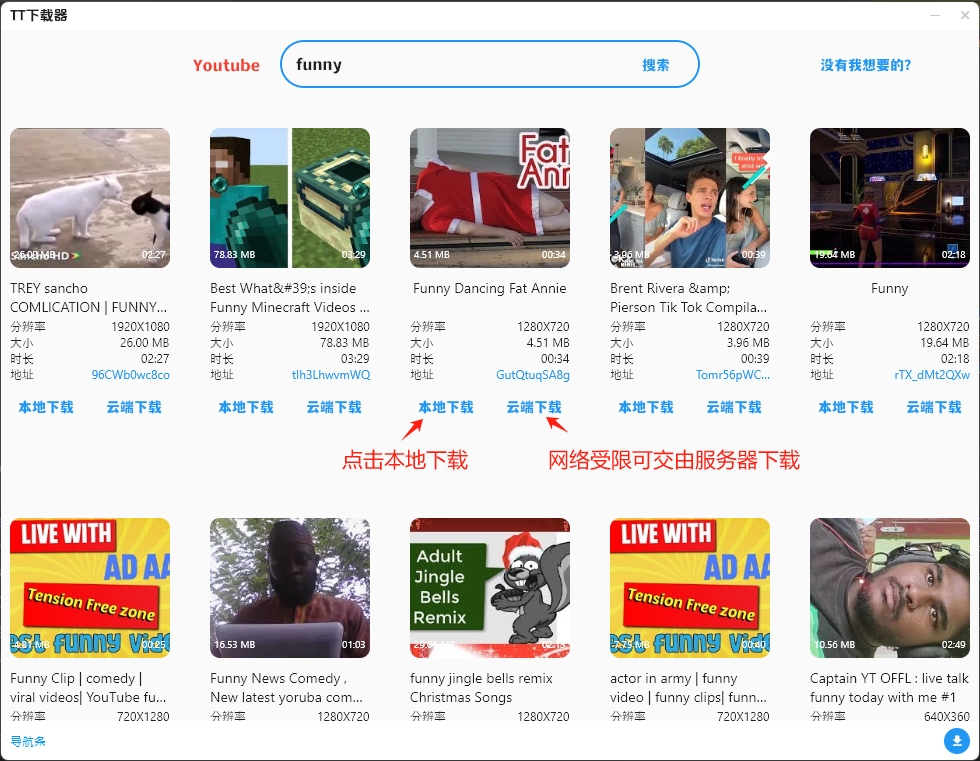 TT下载器
Youtube
funny
搜索
没有我想要的?
26.00 MB
02:27
78.83 MB
03:29
Fat
Ann
4.51 MB
00:34
3.96 MB
00:39
19.64 MB
02:18
TREY sancho
COMLICATION | FUNNY...
分辨率 1920X1080
大小 26.00 MB
时长 02:27
地址 96CWb0wc8co
本地下载 云端下载
Best What&#39;s inside
Funny Minecraft Videos ...
分辨率 1920X1080
大小 78.83 MB
时长 03:29
地址 tIh3LhwvmWQ
本地下载 云端下载
Funny Dancing Fat Annie
分辨率 1280X720
大小 4.51 MB
时长 00:34
地址 GutQtuqSA8g
本地下载 云端下载
Brent Rivera &amp;
Pierson Tik Tok Compila...
分辨率 1280X720
大小 3.96 MB
时长 00:39
地址 Tomr56pWC...
本地下载 云端下载
Funny
分辨率 1280X720
大小 19.64 MB
时长 02:18
地址 rTX_dMt2QXw
本地下载 云端下载
点击本地下载
网络受限可交由服务器下载
LIVE WITH
AD AA
Tension Free zone
est funny Vide
4.81 MB
00:25
16.53 MB
01:03
Adult
Jingle
Bells
Remix
LIVE WITH
AD AA
Tension Free zone
est funny Vide
7.75 MB
00:40
10.56 MB
02:49
Funny Clip | comedy |
viral videos| YouTube fu...
分辨率 720X1280
Funny News Comedy ,
New latest yoruba com...
分辨率 1280X720
funny jingle bells remix
Christmas Songs
分辨率 1280X720
actor in army | funny
video | funny clips| funn...
分辨率 720X1280
Captain YT OFFL : live talk
funny today with me #1
分辨率 640X360
导航条